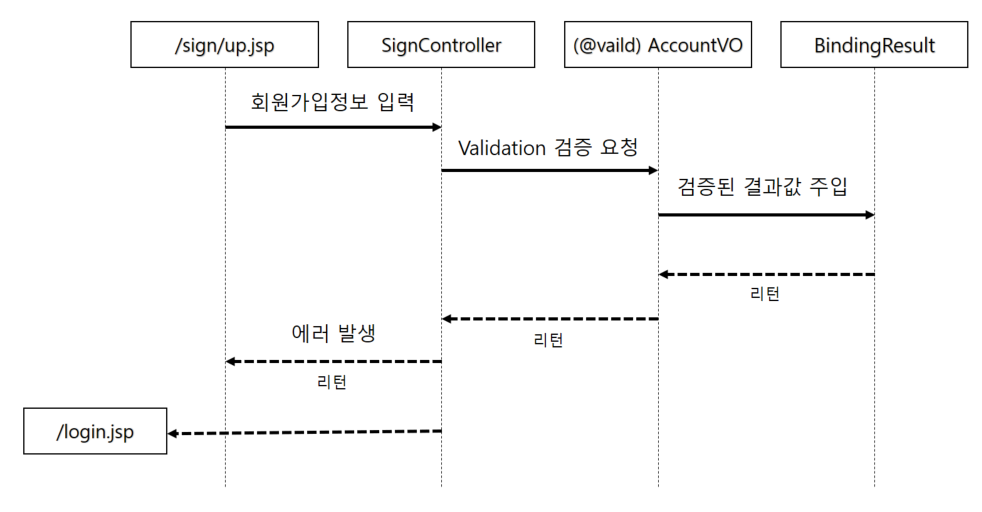 /sign/up.jsp
SignController
(@vaild) AccountVO
BindingResult
회원가입정보 입력
Validation 검증 요청
검증된 결과값 주입
리턴
리턴
에러 발생
리턴
/login.jsp